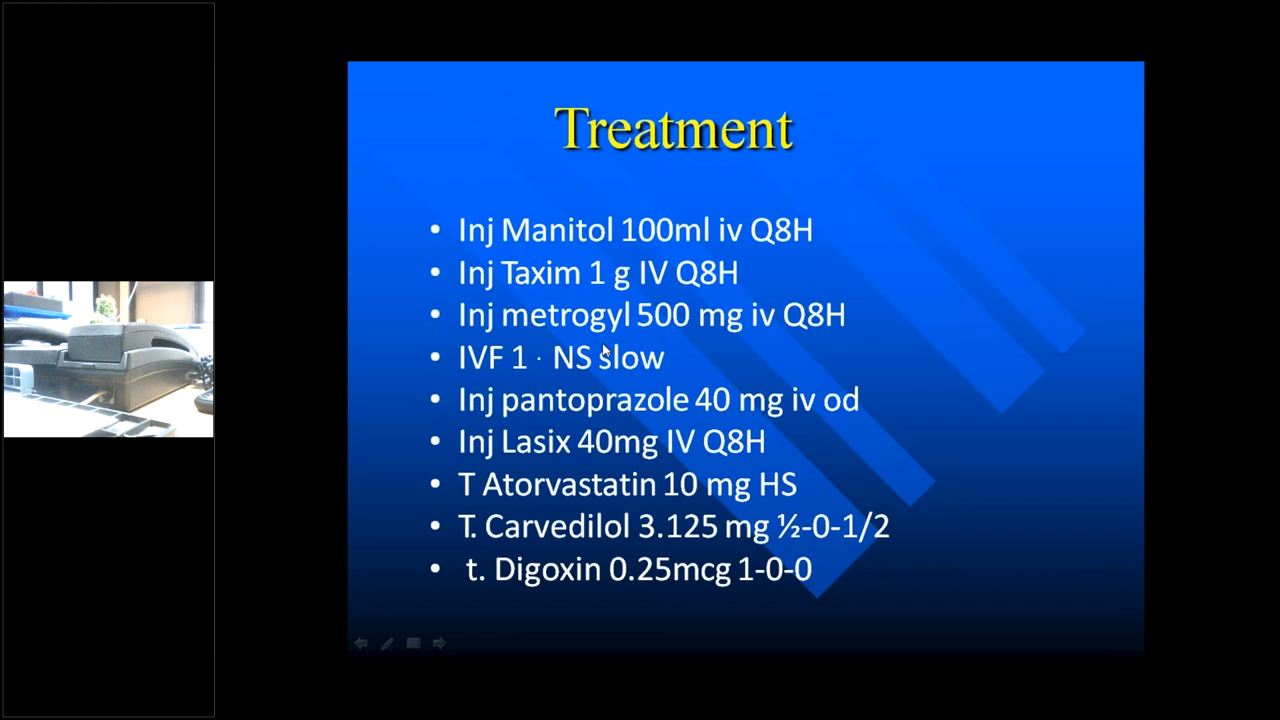 Treatment
• Inj Manitol 100ml iv Q8H
• Inj Taxim 1 g IV Q8H
• Inj metrogyl 500 mg iv Q8H
• IVF 1 · NS slow
• Inj pantoprazole 40 mg iv od
• Inj Lasix 40mg IV Q8H
• T Atorvastatin 10 mg HS
• T. Carvedilol 3.125 mg ½-0-1/2
• t. Digoxin 0.25mcg 1-0-0